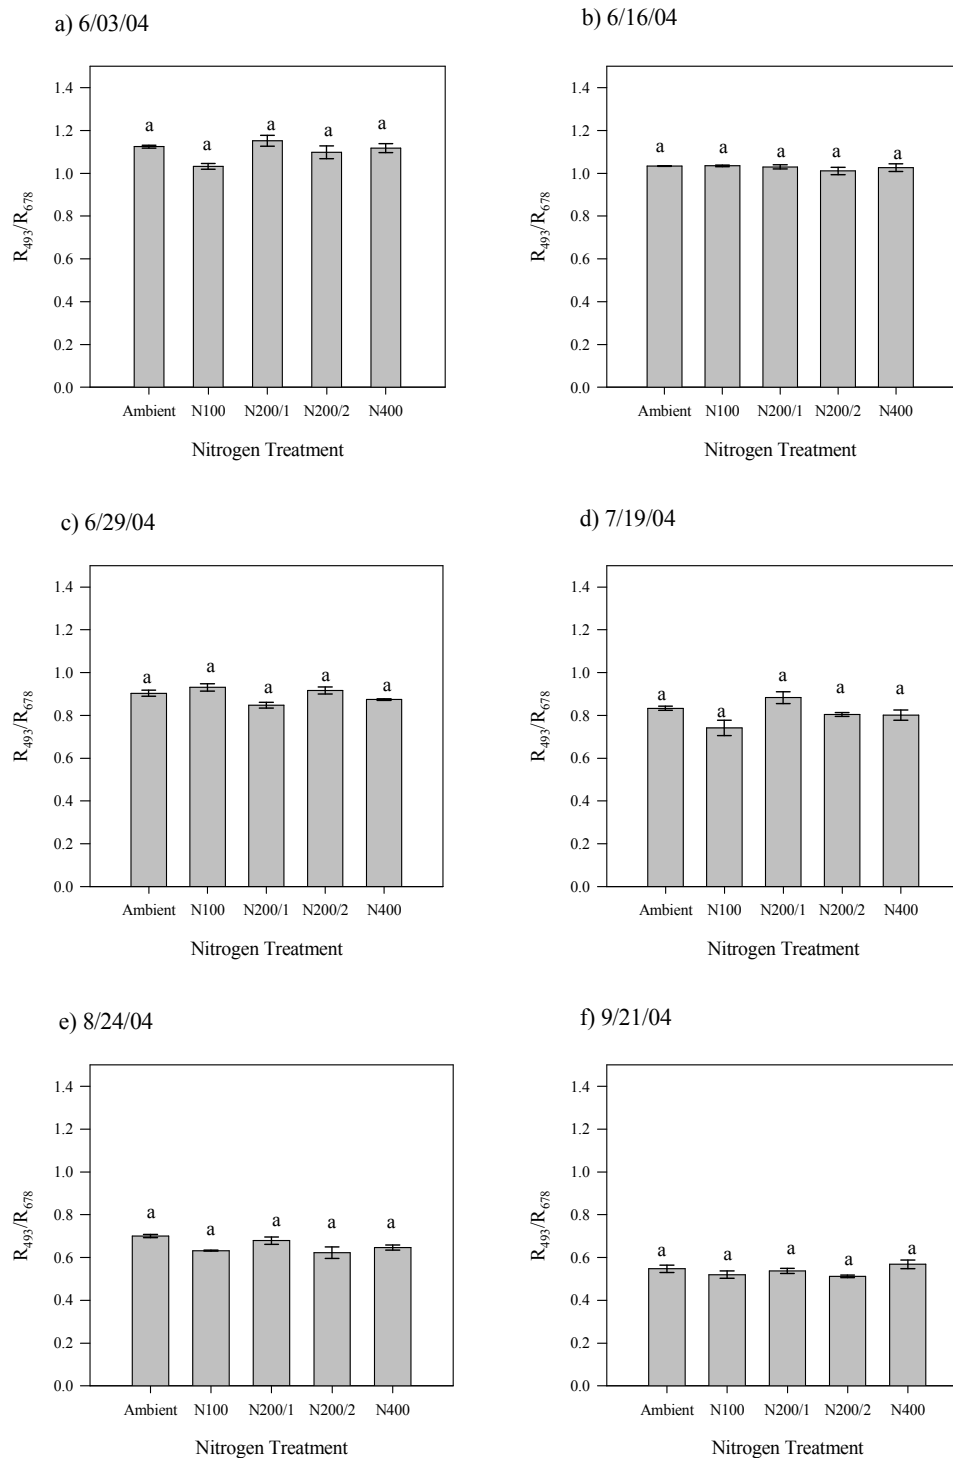 a) 6/03/04
b) 6/16/04
1.4
1.2
1.0
0.8
0.6
0.4
0.2
0.0
R493/R678
a a a a a
Ambient N100 N200/1 N200/2 N400
Nitrogen Treatment
1.4
1.2
1.0
0.8
0.6
0.4
0.2
0.0
R493/R678
a a a a a
Ambient N100 N200/1 N200/2 N400
Nitrogen Treatment
c) 6/29/04
d) 7/19/04
1.4
1.2
1.0
0.8
0.6
0.4
0.2
0.0
R493/R678
a a a a a
Ambient N100 N200/1 N200/2 N400
Nitrogen Treatment
1.4
1.2
1.0
0.8
0.6
0.4
0.2
0.0
R493/R678
a a a a a
Ambient N100 N200/1 N200/2 N400
Nitrogen Treatment
e) 8/24/04
f) 9/21/04
1.4
1.2
1.0
0.8
0.6
0.4
0.2
0.0
R493/R678
a a a a a
Ambient N100 N200/1 N200/2 N400
Nitrogen Treatment
1.4
1.2
1.0
0.8
0.6
0.4
0.2
0.0
R493/R678
a a a a a
Ambient N100 N200/1 N200/2 N400
Nitrogen Treatment